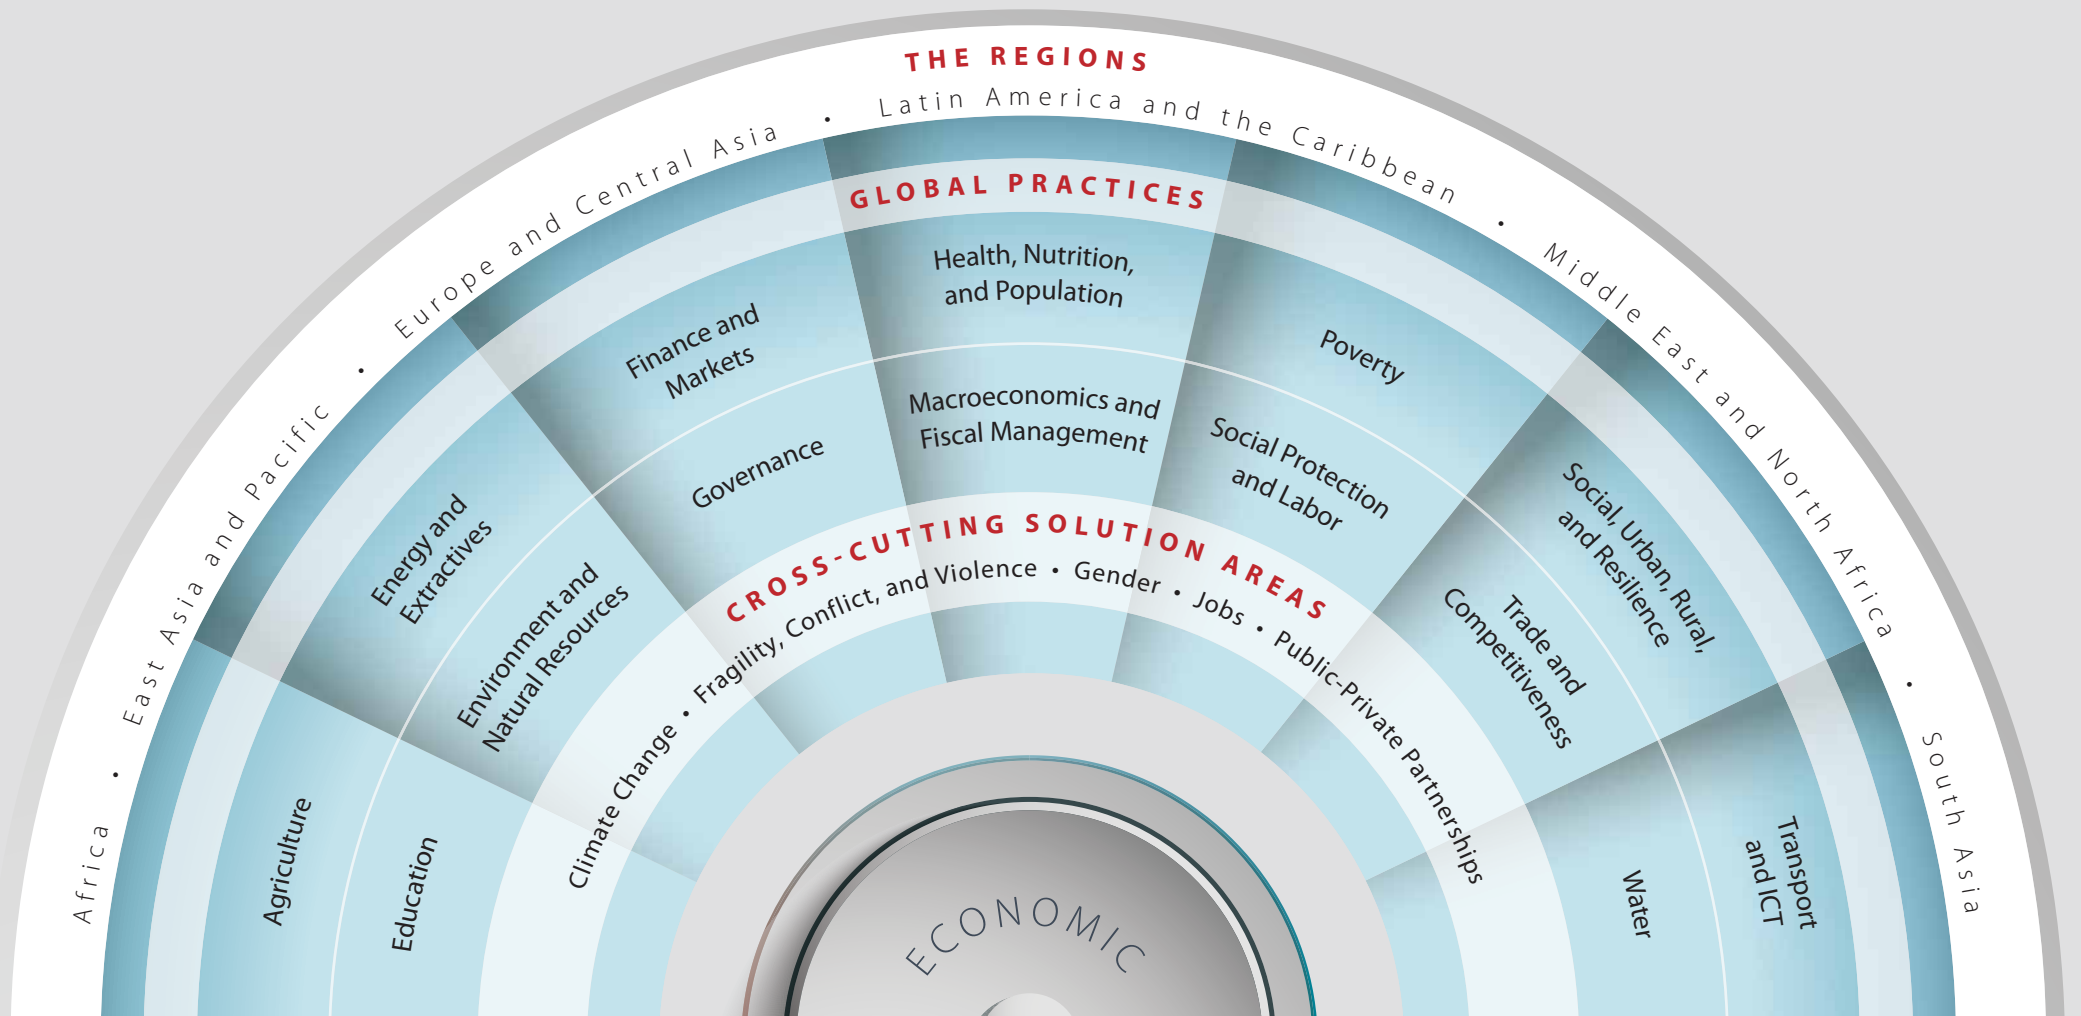 THE REGIONS
Africa • East Asia and Pacific • Europe and Central Asia • Latin America and the Caribbean • Middle East and North Africa • South Asia
GLOBAL PRACTICES
Agriculture
Education
Energy and
Extractives
Environment and
Natural Resources
Finance and
Markets
Governance
Health, Nutrition,
and Population
Macroeconomics and
Fiscal Management
Poverty
Social Protection
and Labor
Social, Urban, Rural,
and Resilience
Trade and
Competitiveness
Transport
and ICT
Water
CROSS-CUTTING SOLUTION AREAS
Climate Change • Fragility, Conflict, and Violence • Gender • Jobs • Public-Private Partnerships
ECONOMIC